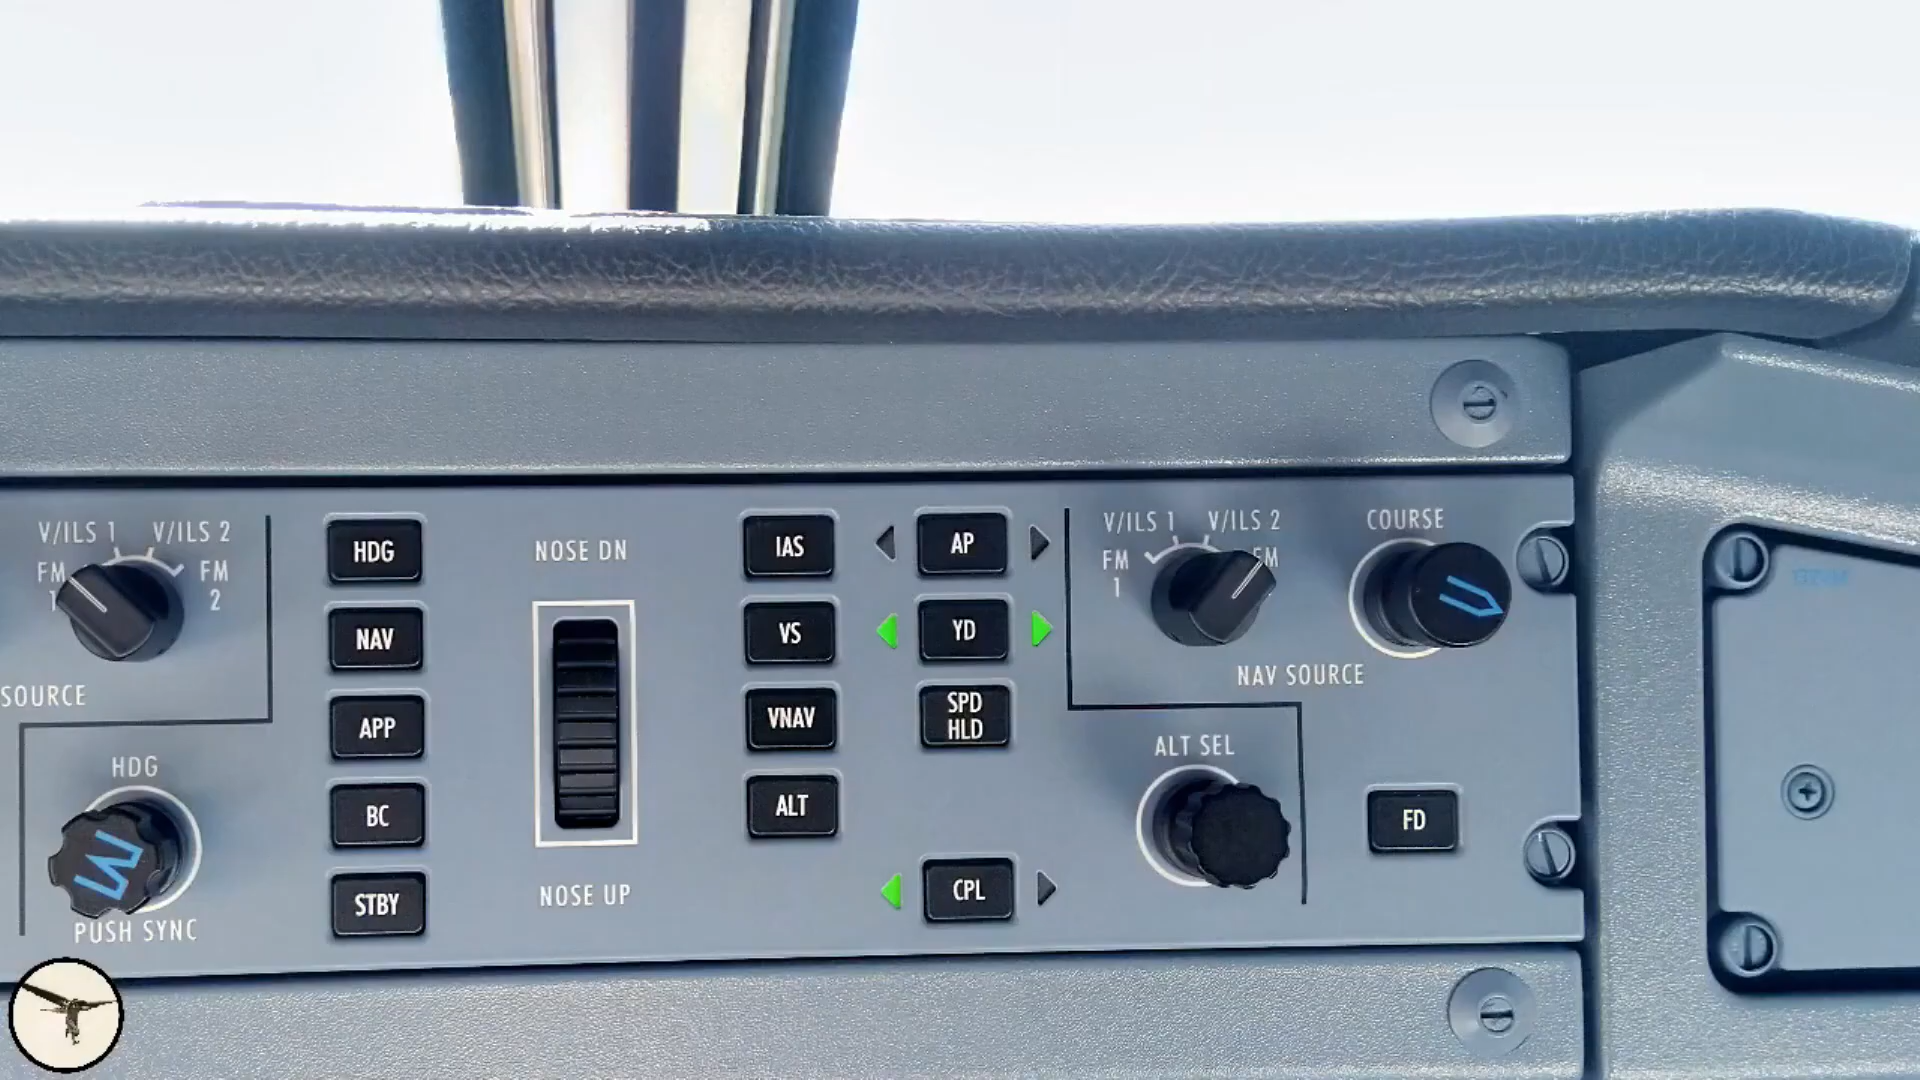 V/ILS 1 V/ILS 2
FM
1
FM
2
SOURCE
HDG
PUSH SYNC
HDG
NAV
APP
BC
STBY
NOSE DN
NOSE UP
IAS
VS
VNAV
ALT
AP
YD
SPD
HLD
CPL
V/ILS 1 V/ILS 2
FM
1
FM
NAV SOURCE
COURSE
ALT SEL
FD